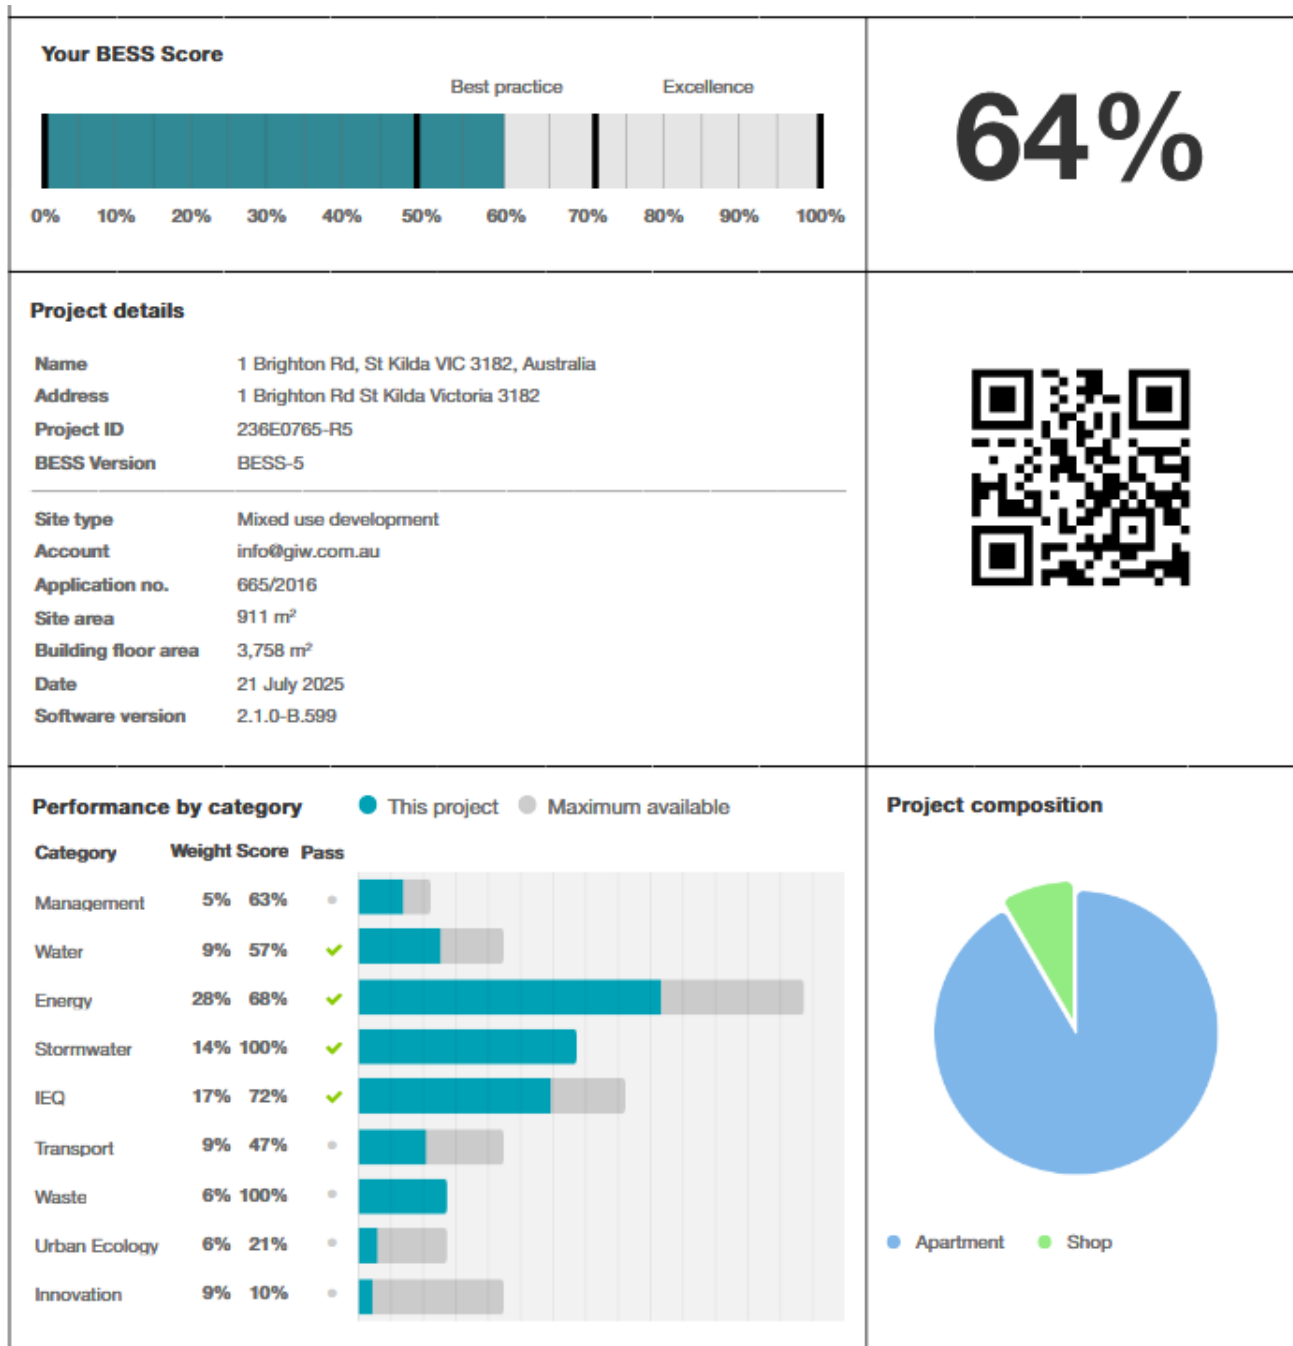 Your BESS Score
Best practice Excellence
0% 10% 20% 30% 40% 50% 60% 70% 80% 90% 100%
64%
Project details
Name 1 Brighton Rd, St Kilda VIC 3182, Australia
Address 1 Brighton Rd St Kilda Victoria 3182
Project ID 236E0765-R5
BESS Version BESS-5
Site type Mixed use development
Account info@giw.com.au
Application no. 665/2016
Site area 911 m²
Building floor area 3,758 m²
Date 21 July 2025
Software version 2.1.0-B.599
Performance by category This project Maximum available
Category Weight Score Pass
Management 5% 63%
Water 9% 57%
Energy 28% 68%
Stormwater 14% 100%
IEQ 17% 72%
Transport 9% 47%
Waste 6% 100%
Urban Ecology 6% 21%
Innovation 9% 10%
Project composition
Apartment Shop